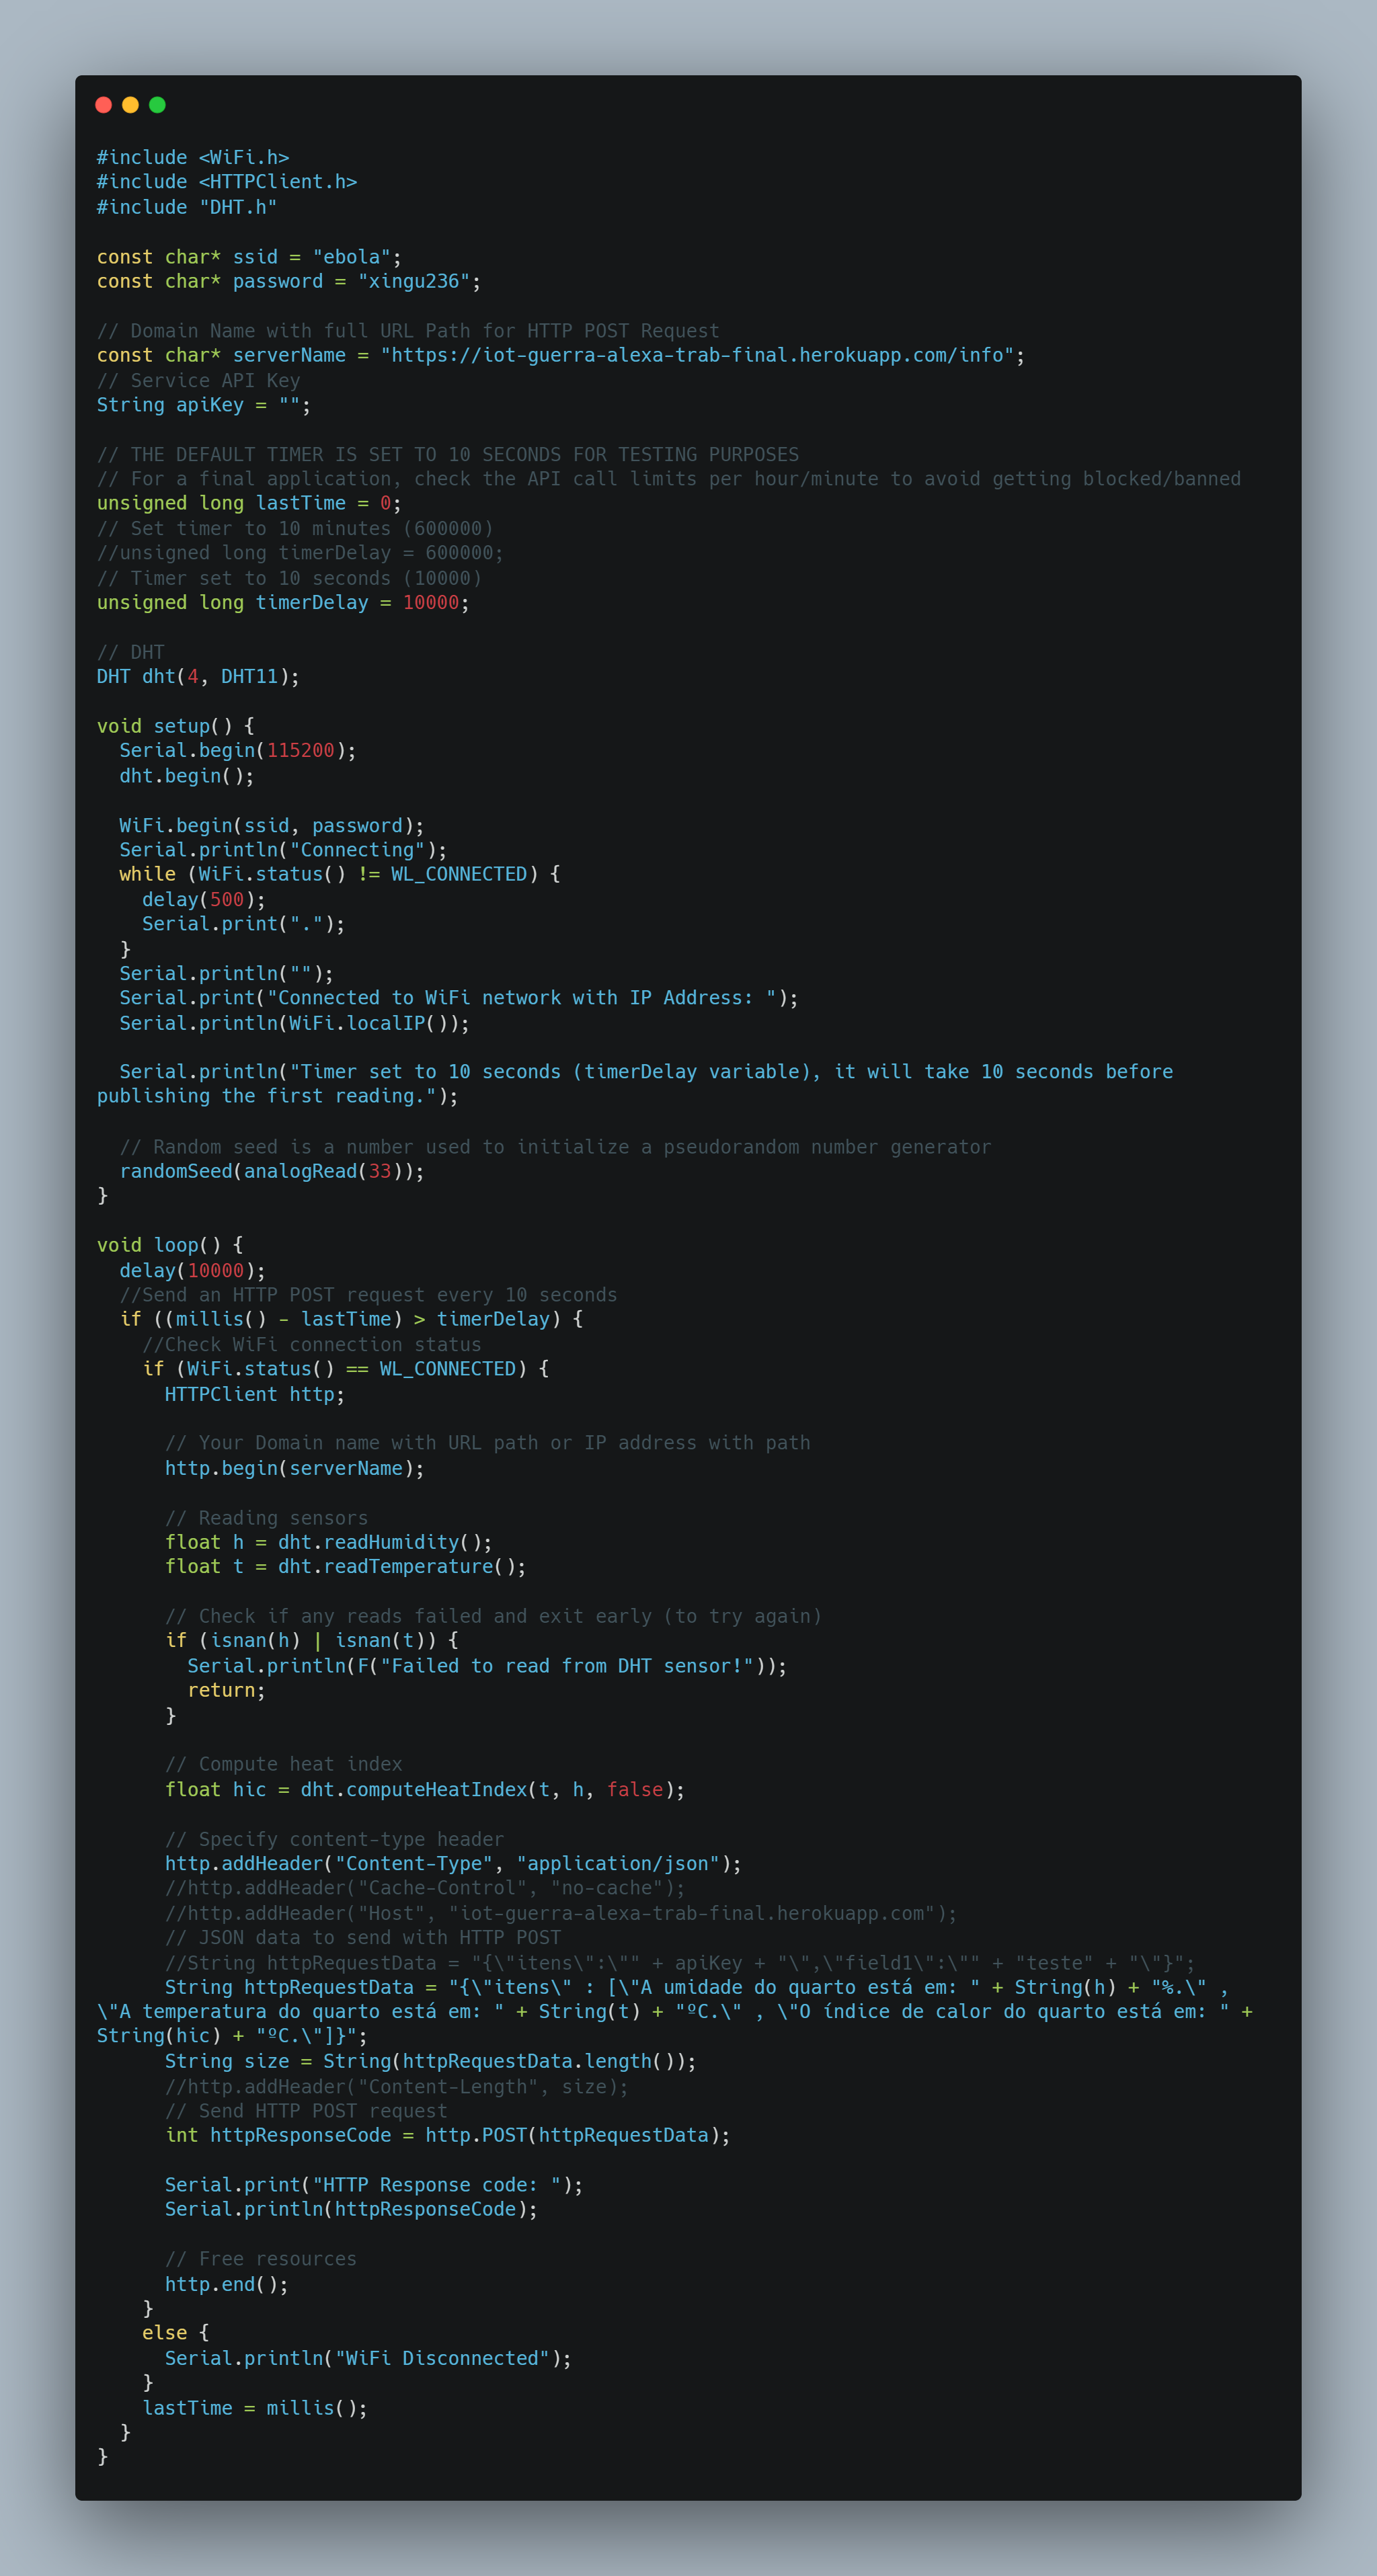 #include <WiFi.h>
#include <HTTPClient.h>
#include "DHT.h"

const char* ssid = "ebola";
const char* password = "xingu236";

// Domain Name with full URL Path for HTTP POST Request
const char* serverName = "https://iot-guerra-alexa-trab-final.herokuapp.com/info";
// Service API Key
String apiKey = "";

// THE DEFAULT TIMER IS SET TO 10 SECONDS FOR TESTING PURPOSES
// For a final application, check the API call limits per hour/minute to avoid getting blocked/banned
unsigned long lastTime = 0;
// Set timer to 10 minutes (600000)
//unsigned long timerDelay = 600000;
// Timer set to 10 seconds (10000)
unsigned long timerDelay = 10000;

// DHT
DHT dht(4, DHT11);

void setup() {
  Serial.begin(115200);
  dht.begin();

  WiFi.begin(ssid, password);
  Serial.println("Connecting");
  while (WiFi.status() != WL_CONNECTED) {
    delay(500);
    Serial.print(".");
  }
  Serial.println("");
  Serial.print("Connected to WiFi network with IP Address: ");
  Serial.println(WiFi.localIP());

  Serial.println("Timer set to 10 seconds (timerDelay variable), it will take 10 seconds before
publishing the first reading.");

  // Random seed is a number used to initialize a pseudorandom number generator
  randomSeed(analogRead(33));
}

void loop() {
  delay(10000);
  //Send an HTTP POST request every 10 seconds
  if ((millis() - lastTime) > timerDelay) {
    //Check WiFi connection status
    if (WiFi.status() == WL_CONNECTED) {
      HTTPClient http;

      // Your Domain name with URL path or IP address with path
      http.begin(serverName);

      // Reading sensors
      float h = dht.readHumidity();
      float t = dht.readTemperature();

      // Check if any reads failed and exit early (to try again)
      if (isnan(h) | isnan(t)) {
        Serial.println(F("Failed to read from DHT sensor!"));
        return;
      }

      // Compute heat index
      float hic = dht.computeHeatIndex(t, h, false);

      // Specify content-type header
      http.addHeader("Content-Type", "application/json");
      //http.addHeader("Cache-Control", "no-cache");
      //http.addHeader("Host", "iot-guerra-alexa-trab-final.herokuapp.com");
      // JSON data to send with HTTP POST
      //String httpRequestData = "{\"itens\":\"" + apiKey + "\",\"field1\":\"" + "teste" + "\"}";
      String httpRequestData = "{\"itens\" : [\"A umidade do quarto está em: " + String(h) + "%.\" ,
\"A temperatura do quarto está em: " + String(t) + "ºC.\" , \"O índice de calor do quarto está em: " +
String(hic) + "ºC.\"]}";
      String size = String(httpRequestData.length());
      //http.addHeader("Content-Length", size);
      // Send HTTP POST request
      int httpResponseCode = http.POST(httpRequestData);

      Serial.print("HTTP Response code: ");
      Serial.println(httpResponseCode);

      // Free resources
      http.end();
    }
    else {
      Serial.println("WiFi Disconnected");
    }
    lastTime = millis();
  }
}